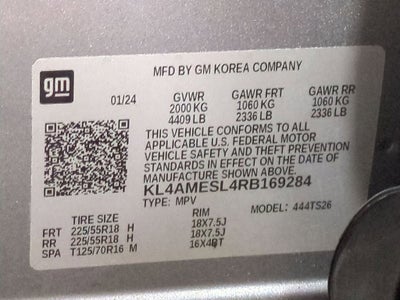 gm
MFD BY GM KOREA COMPANY
01/24 GVWR GAWR FRT GAWR RR
2000 KG 1060 KG 1060 KG
4409 LB 2336 LB 2336 LB
THIS VEHICLE CONFORMS TO ALL
APPLICABLE U.S. FEDERAL MOTOR
VEHICLE SAFETY AND THEFT PREVENTION
STANDARDS IN EFFECT ON THE DATE OF
MANUFACTURE SHOWN ABOVE.
KL4AMESL4RB169284
TYPE: MPV MODEL: 444TS26
TIRE SIZE RIM
FRT 225/55R18 H 18X7.5J
RR 225/55R18 H 18X7.5J
SPA T125/70R16 M 16X4BT